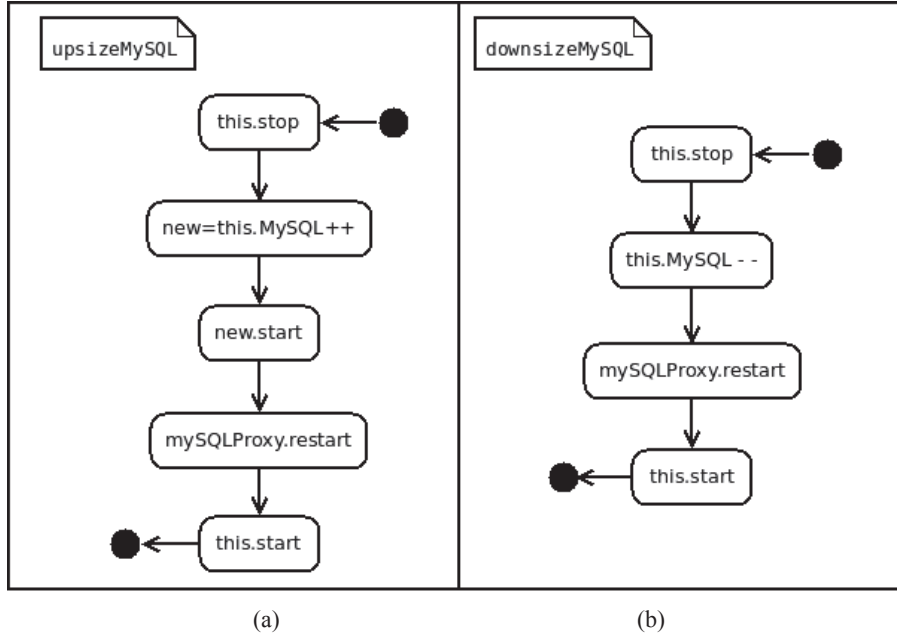 upsizeMySQL
this.stop
new=this.MySQL++
new.start
mySQLProxy.restart
this.start
(a)
downsizeMySQL
this.stop
this.MySQL - -
mySQLProxy.restart
this.start
(b)